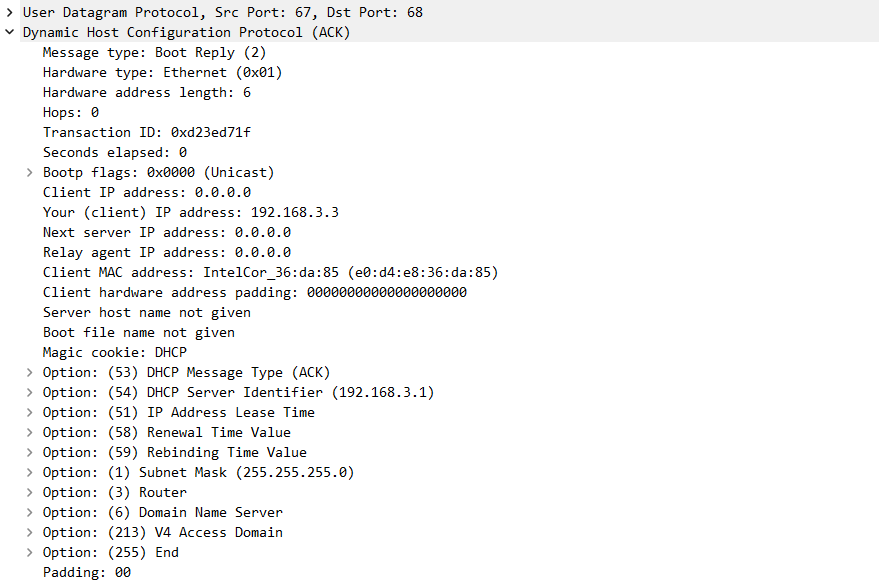 User Datagram Protocol, Src Port: 67, Dst Port: 68
Dynamic Host Configuration Protocol (ACK)
Message type: Boot Reply (2)
Hardware type: Ethernet (0x01)
Hardware address length: 6
Hops: 0
Transaction ID: 0xd23ed71f
Seconds elapsed: 0
Bootp flags: 0x0000 (Unicast)
Client IP address: 0.0.0.0
Your (client) IP address: 192.168.3.3
Next server IP address: 0.0.0.0
Relay agent IP address: 0.0.0.0
Client MAC address: IntelCor_36:da:85 (e0:d4:e8:36:da:85)
Client hardware address padding: 00000000000000000000
Server host name not given
Boot file name not given
Magic cookie: DHCP
Option: (53) DHCP Message Type (ACK)
Option: (54) DHCP Server Identifier (192.168.3.1)
Option: (51) IP Address Lease Time
Option: (58) Renewal Time Value
Option: (59) Rebinding Time Value
Option: (1) Subnet Mask (255.255.255.0)
Option: (3) Router
Option: (6) Domain Name Server
Option: (213) V4 Access Domain
Option: (255) End
Padding: 00